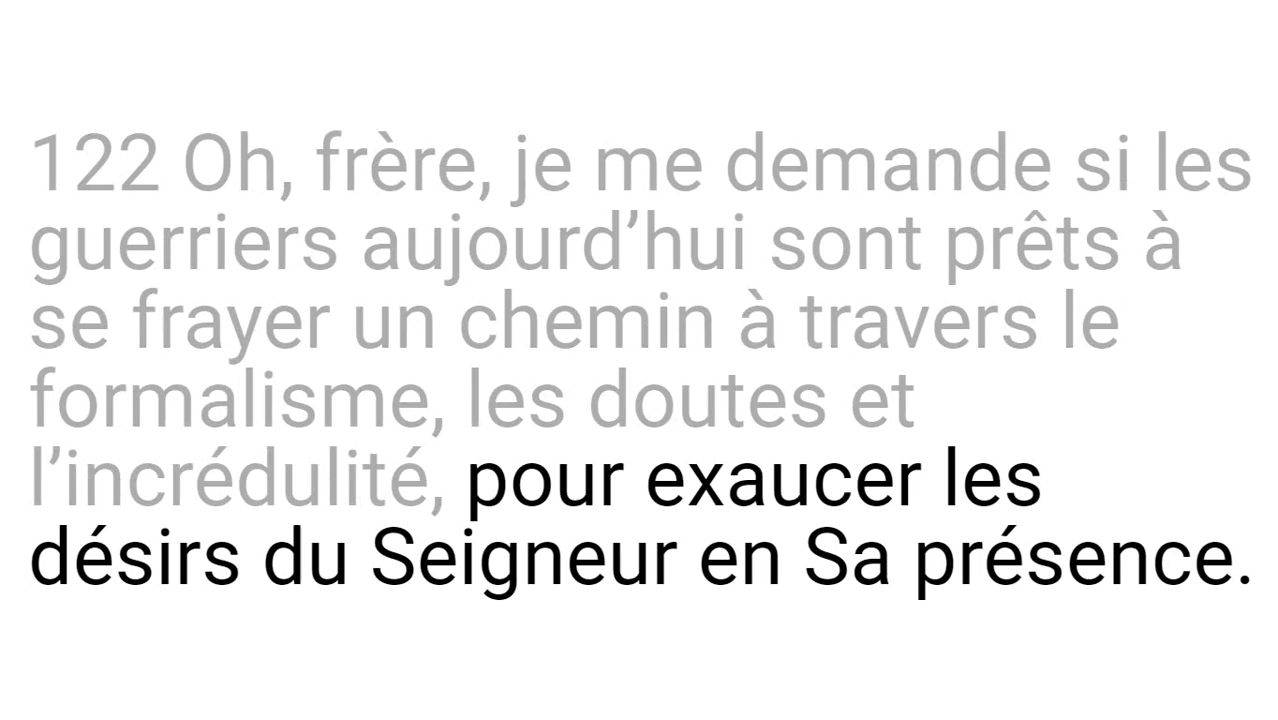 122 Oh, frère, je me demande si les
guerriers aujourd’hui sont prêts à
se frayer un chemin à travers le
formalisme, les doutes et
l’incrédulité, pour exaucer les
désirs du Seigneur en Sa présence.